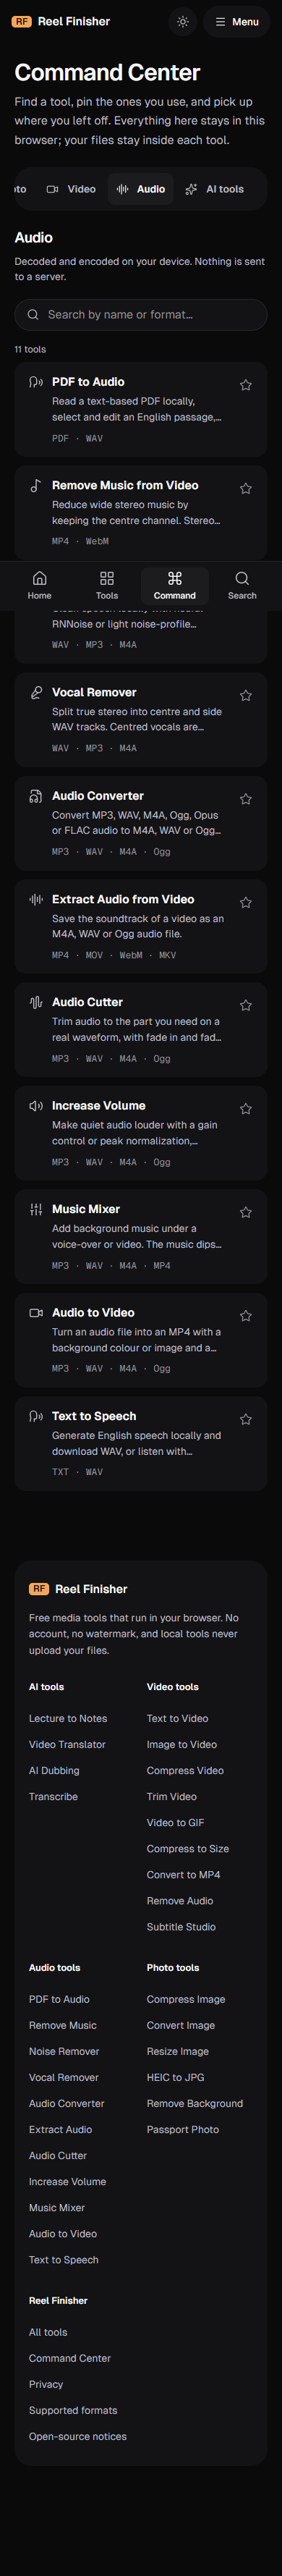 RF Reel Finisher
Menu
Command Center
Find a tool, pin the ones you use, and pick up
where you left off. Everything here stays in this
browser; your files stay inside each tool.
Video Audio AI tools
Audio
Decoded and encoded on your device. Nothing is sent
to a server.
Search by name or format...
11 tools
PDF to Audio
Read a text-based PDF locally,
select and edit an English passage,...
PDF · WAV
Remove Music from Video
Reduce wide stereo music by
keeping the centre channel. Stereo...
MP4 · WebM
Home Tools Command Search
RNNoise or light noise-profile...
WAV · MP3 · M4A
Vocal Remover
Split true stereo into centre and side
WAV tracks. Centred vocals are...
WAV · MP3 · M4A
Audio Converter
Convert MP3, WAV, M4A, Ogg, Opus
or FLAC audio to M4A, WAV or Ogg...
MP3 · WAV · M4A · Ogg
Extract Audio from Video
Save the soundtrack of a video as an
M4A, WAV or Ogg audio file.
MP4 · MOV · WebM · MKV
Audio Cutter
Trim audio to the part you need on a
real waveform, with fade in and fad...
MP3 · WAV · M4A · Ogg
Increase Volume
Make quiet audio louder with a gain
control or peak normalization,...
MP3 · WAV · M4A · Ogg
Music Mixer
Add background music under a
voice-over or video. The music dips...
MP3 · WAV · M4A · MP4
Audio to Video
Turn an audio file into an MP4 with a
background colour or image and a...
MP3 · WAV · M4A · Ogg
Text to Speech
Generate English speech locally and
download WAV, or listen with...
TXT · WAV
RF Reel Finisher
Free media tools that run in your browser. No
account, no watermark, and local tools never
upload your files.
AI tools
Lecture to Notes
Video Translator
AI Dubbing
Transcribe
Video tools
Text to Video
Image to Video
Compress Video
Trim Video
Video to GIF
Compress to Size
Convert to MP4
Remove Audio
Subtitle Studio
Audio tools
PDF to Audio
Remove Music
Noise Remover
Vocal Remover
Audio Converter
Extract Audio
Audio Cutter
Increase Volume
Music Mixer
Audio to Video
Text to Speech
Photo tools
Compress Image
Convert Image
Resize Image
HEIC to JPG
Remove Background
Passport Photo
Reel Finisher
All tools
Command Center
Privacy
Supported formats
Open-source notices